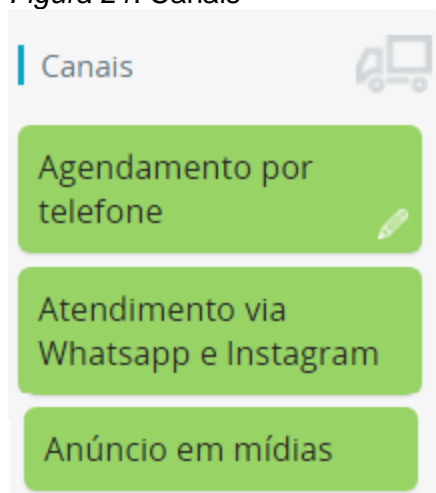 Canais
Agendamento por
telefone
Atendimento via
Whatsapp e Instagram
Anúncio em mídias